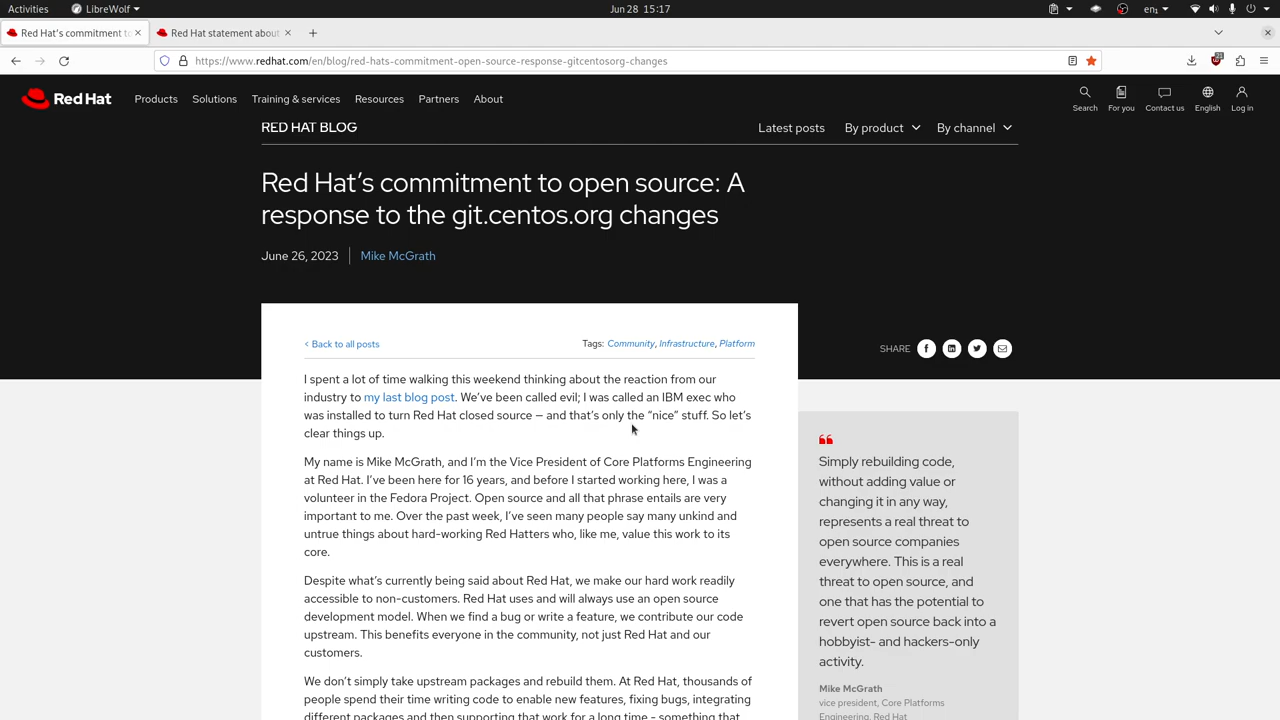 Activities
LibreWolf
Jun 28 15:17
en₁
Red Hat's commitment to
Red Hat statement about
https://www.redhat.com/en/blog/red-hats-commitment-open-source-response-gitcentosorg-changes
21
Red Hat
Products
Solutions
Training & services
Resources
Partners
About
Search
For you
Contact us
English
Log in
RED HAT BLOG
Latest posts
By product
By channel
Red Hat’s commitment to open source: A
response to the git.centos.org changes
June 26, 2023
Mike McGrath
< Back to all posts
Tags: Community, Infrastructure, Platform
SHARE
I spent a lot of time walking this weekend thinking about the reaction from our
industry to my last blog post. We’ve been called evil; I was called an IBM exec who
was installed to turn Red Hat closed source — and that’s only the “nice” stuff. So let’s
clear things up.
My name is Mike McGrath, and I’m the Vice President of Core Platforms Engineering
at Red Hat. I’ve been here for 16 years, and before I started working here, I was a
volunteer in the Fedora Project. Open source and all that phrase entails are very
important to me. Over the past week, I’ve seen many people say many unkind and
untrue things about hard-working Red Hatters who, like me, value this work to its
core.
Despite what’s currently being said about Red Hat, we make our hard work readily
accessible to non-customers. Red Hat uses and will always use an open source
development model. When we find a bug or write a feature, we contribute our code
upstream. This benefits everyone in the community, not just Red Hat and our
customers.
We don’t simply take upstream packages and rebuild them. At Red Hat, thousands of
people spend their time writing code to enable new features, fixing bugs, integrating
different packages and then supporting that work for a long time - something that
Simply rebuilding code,
without adding value or
changing it in any way,
represents a real threat to
open source companies
everywhere. This is a real
threat to open source, and
one that has the potential to
revert open source back into a
hobbyist- and hackers-only
activity.
Mike McGrath
vice president, Core Platforms
Engineering, Red Hat